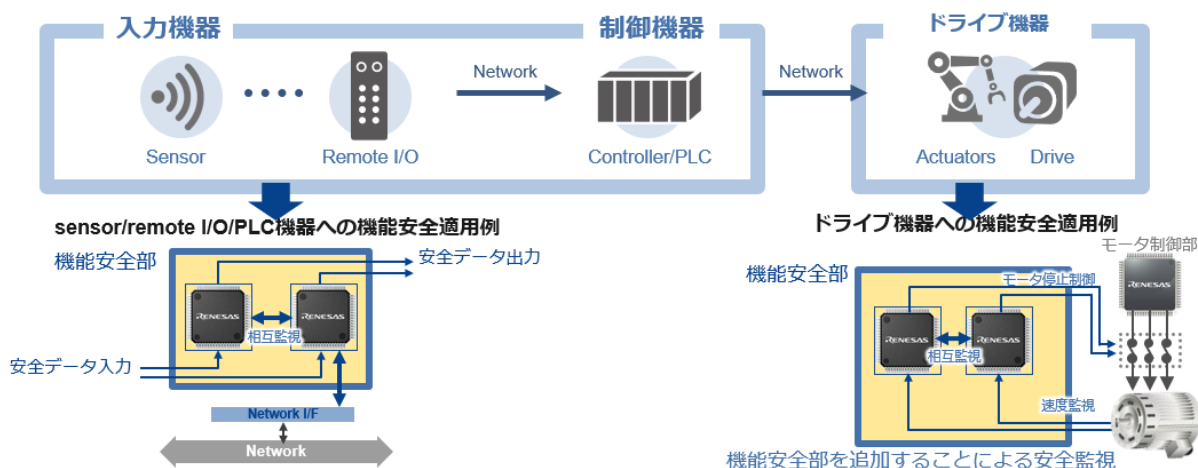 入力機器
制御機器
ドライブ機器
Network
Network
Sensor
Remote I/O
Controller/PLC
Actuators
Drive
sensor/remote I/O/PLC機器への機能安全適用例
機能安全部
安全データ出力
RENESAS
RENESAS
相互監視
安全データ入力
Network I/F
Network
ドライブ機器への機能安全適用例
モータ制御部
機能安全部
モータ停止制御
RENESAS
RENESAS
RENESAS
相互監視
速度監視
機能安全部を追加することによる安全監視